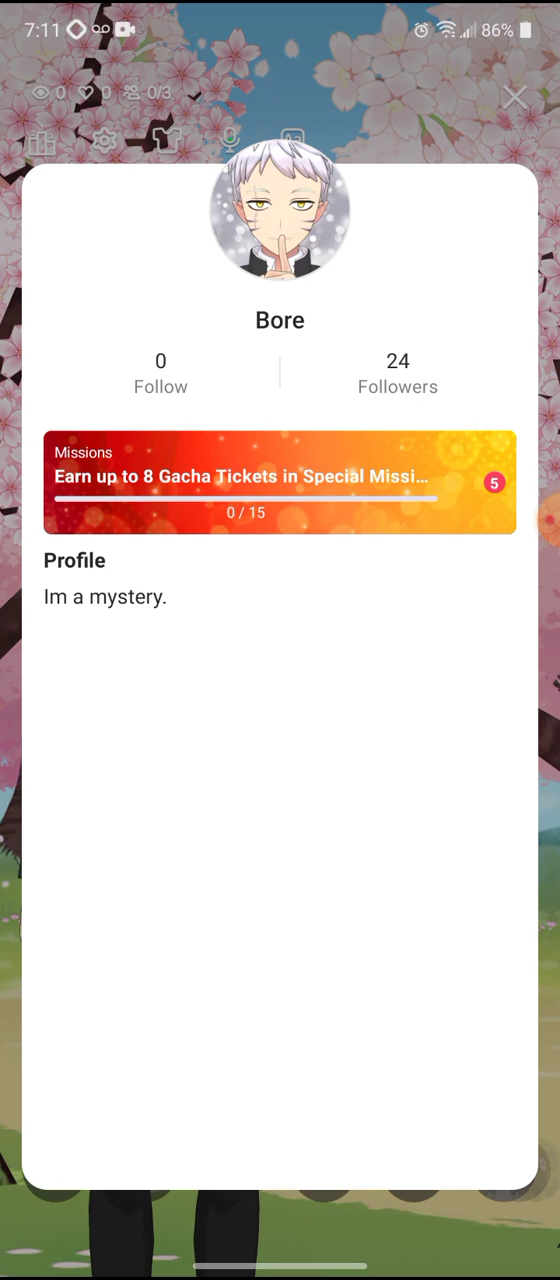 7:11 86%
0 0 0/3
Aa
Bore
0 24
Follow Followers
Missions
Earn up to 8 Gacha Tickets in Special Missi...
5
0 / 15
Profile
Im a mystery.